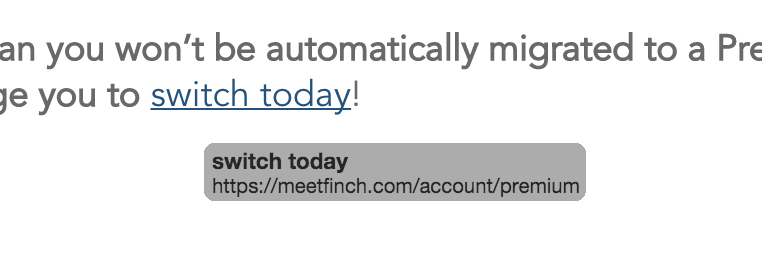 an you won’t be automatically migrated to a Pre
ge you to switch today!
switch today
https://meetfinch.com/account/premium